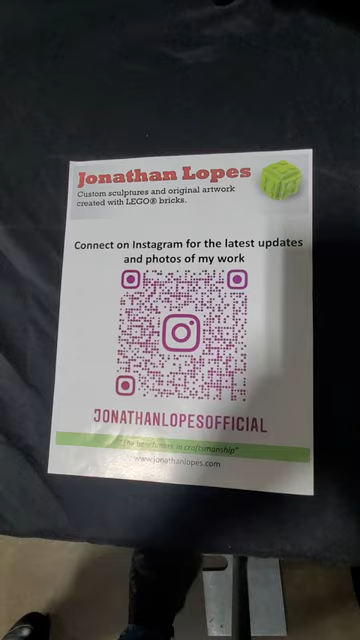 Jonathan Lopes
Custom sculptures and original artwork
created with LEGO® bricks.
Connect on Instagram for the latest updates
and photos of my work
JONATHANLOPESOFFICIAL
"The benchmark in craftsmanship"
www.jonathanlopes.com